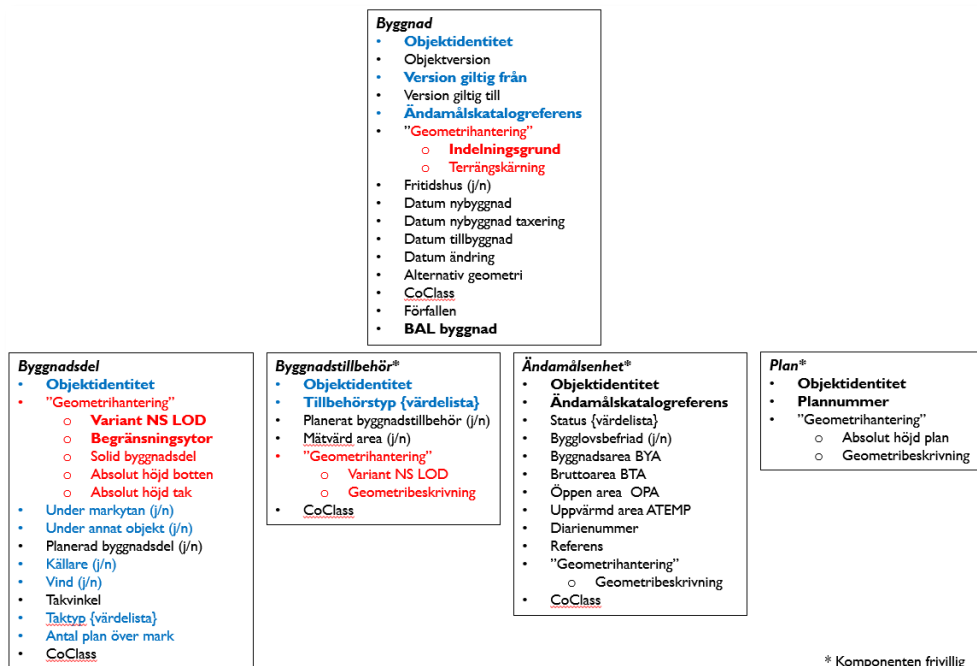 Byggnad
• Objektidentitet
• Objektversion
• Version giltig från
• Version giltig till
• Ändamålskatalogreferens
• ”Geometrihantering”
o Indelningsgrund
o Terrängskärning
• Fritidshus (j/n)
• Datum nybyggnad
• Datum nybyggnad taxering
• Datum tillbyggnad
• Datum ändring
• Alternativ geometri
• CoClass
• Förfallen
• BAL byggnad
Byggnadsdel
• Objektidentitet
• ”Geometrihantering”
o Variant NS LOD
o Begränsningsytor
o Solid byggnadsdel
o Absolut höjd botten
o Absolut höjd tak
• Under markytan (j/n)
• Under annat objekt (j/n)
• Planerad byggnadsdel (j/n)
• Källare (j/n)
• Vind (j/n)
• Takvinkel
• Taktyp {värdelista}
• Antal plan över mark
• CoClass
Byggnadstillbehör*
• Objektidentitet
• Tillbehörstyp {värdelista}
• Planerat byggnadstillbehör (j/n)
• Mätvärd area (j/n)
• ”Geometrihantering”
o Variant NS LOD
o Geometribeskrivning
• CoClass
Ändamålsenhet*
• Objektidentitet
• Ändamålskatalogreferens
• Status {värdelista}
• Bygglovsbefriad (j/n)
• Byggnadsarea BYA
• Bruttoarea BTA
• Öppen area OPA
• Uppvärmd area ATEMP
• Diarienummer
• Referens
• ”Geometrihantering”
o Geometribeskrivning
• CoClass
Plan*
• Objektidentitet
• Plannummer
• ”Geometrihantering”
o Absolut höjd plan
o Geometribeskrivning
* Komponenten frivillig